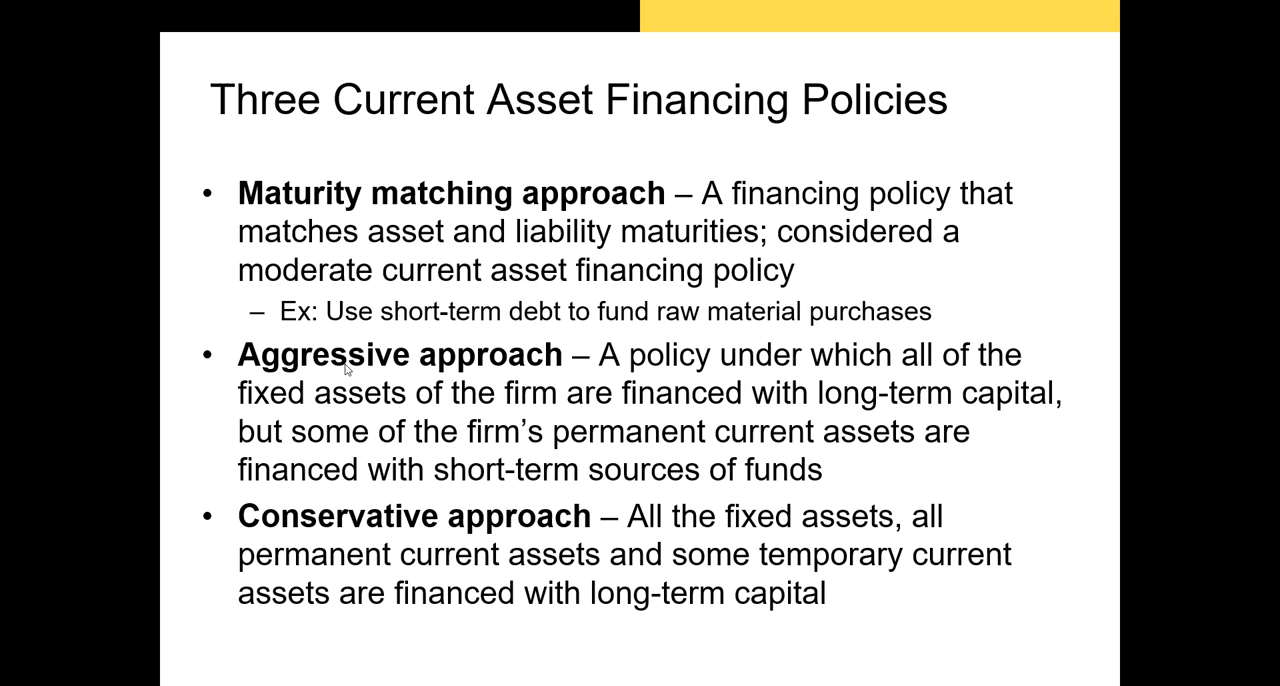 Three Current Asset Financing Policies
• Maturity matching approach – A financing policy that
matches asset and liability maturities; considered a
moderate current asset financing policy
– Ex: Use short-term debt to fund raw material purchases
• Aggressive approach – A policy under which all of the
fixed assets of the firm are financed with long-term capital,
but some of the firm’s permanent current assets are
financed with short-term sources of funds
• Conservative approach – All the fixed assets, all
permanent current assets and some temporary current
assets are financed with long-term capital